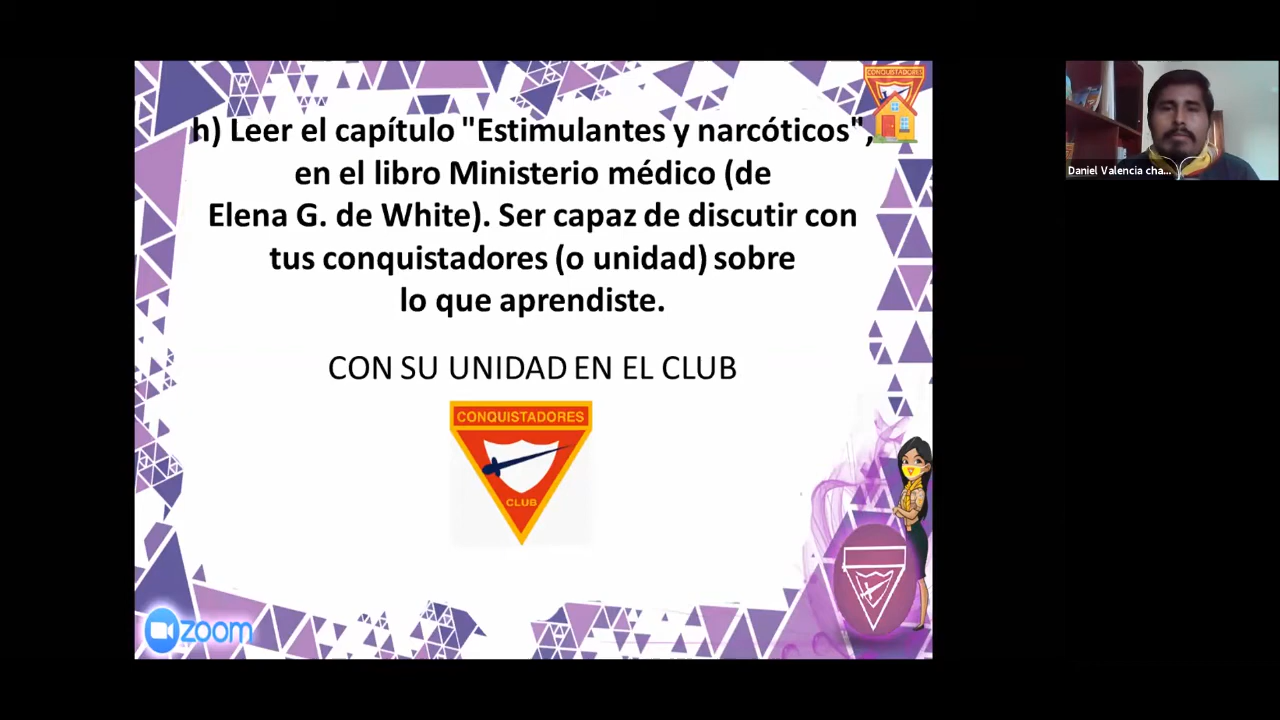 CONQUISTADORES
h) Leer el capítulo "Estimulantes y narcóticos",
en el libro Ministerio médico (de
Elena G. de White). Ser capaz de discutir con
tus conquistadores (o unidad) sobre
lo que aprendiste.
CON SU UNIDAD EN EL CLUB
CONQUISTADORES
CLUB
zoom
Daniel Valencia cha...